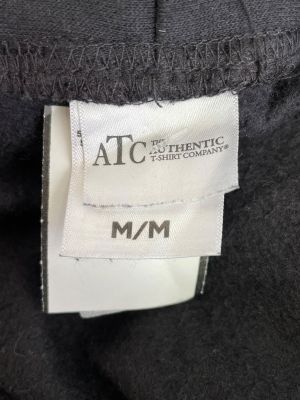 ATC THE
AUTHENTIC
T-SHIRT COMPANY®
M/M